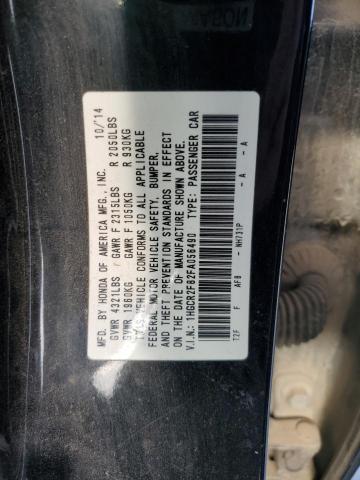 MFD. BY HONDA OF AMERICA MFG., INC. 10/'14
GVWR 4321LBS GAWR F 2315LBS R 2050LBS
GVWR 1960KG GAWR F 1050KG R 930KG
THIS VEHICLE CONFORMS TO ALL APPLICABLE
FEDERAL MOTOR VEHICLE SAFETY, BUMPER,
AND THEFT PREVENTION STANDARDS IN EFFECT
ON THE DATE OF MANUFACTURE SHOWN ABOVE.
V.I.N.: 1HGCR2F82FA056490 TYPE: PASSENGER CAR
T2F F AF8 - NH731P - A - A